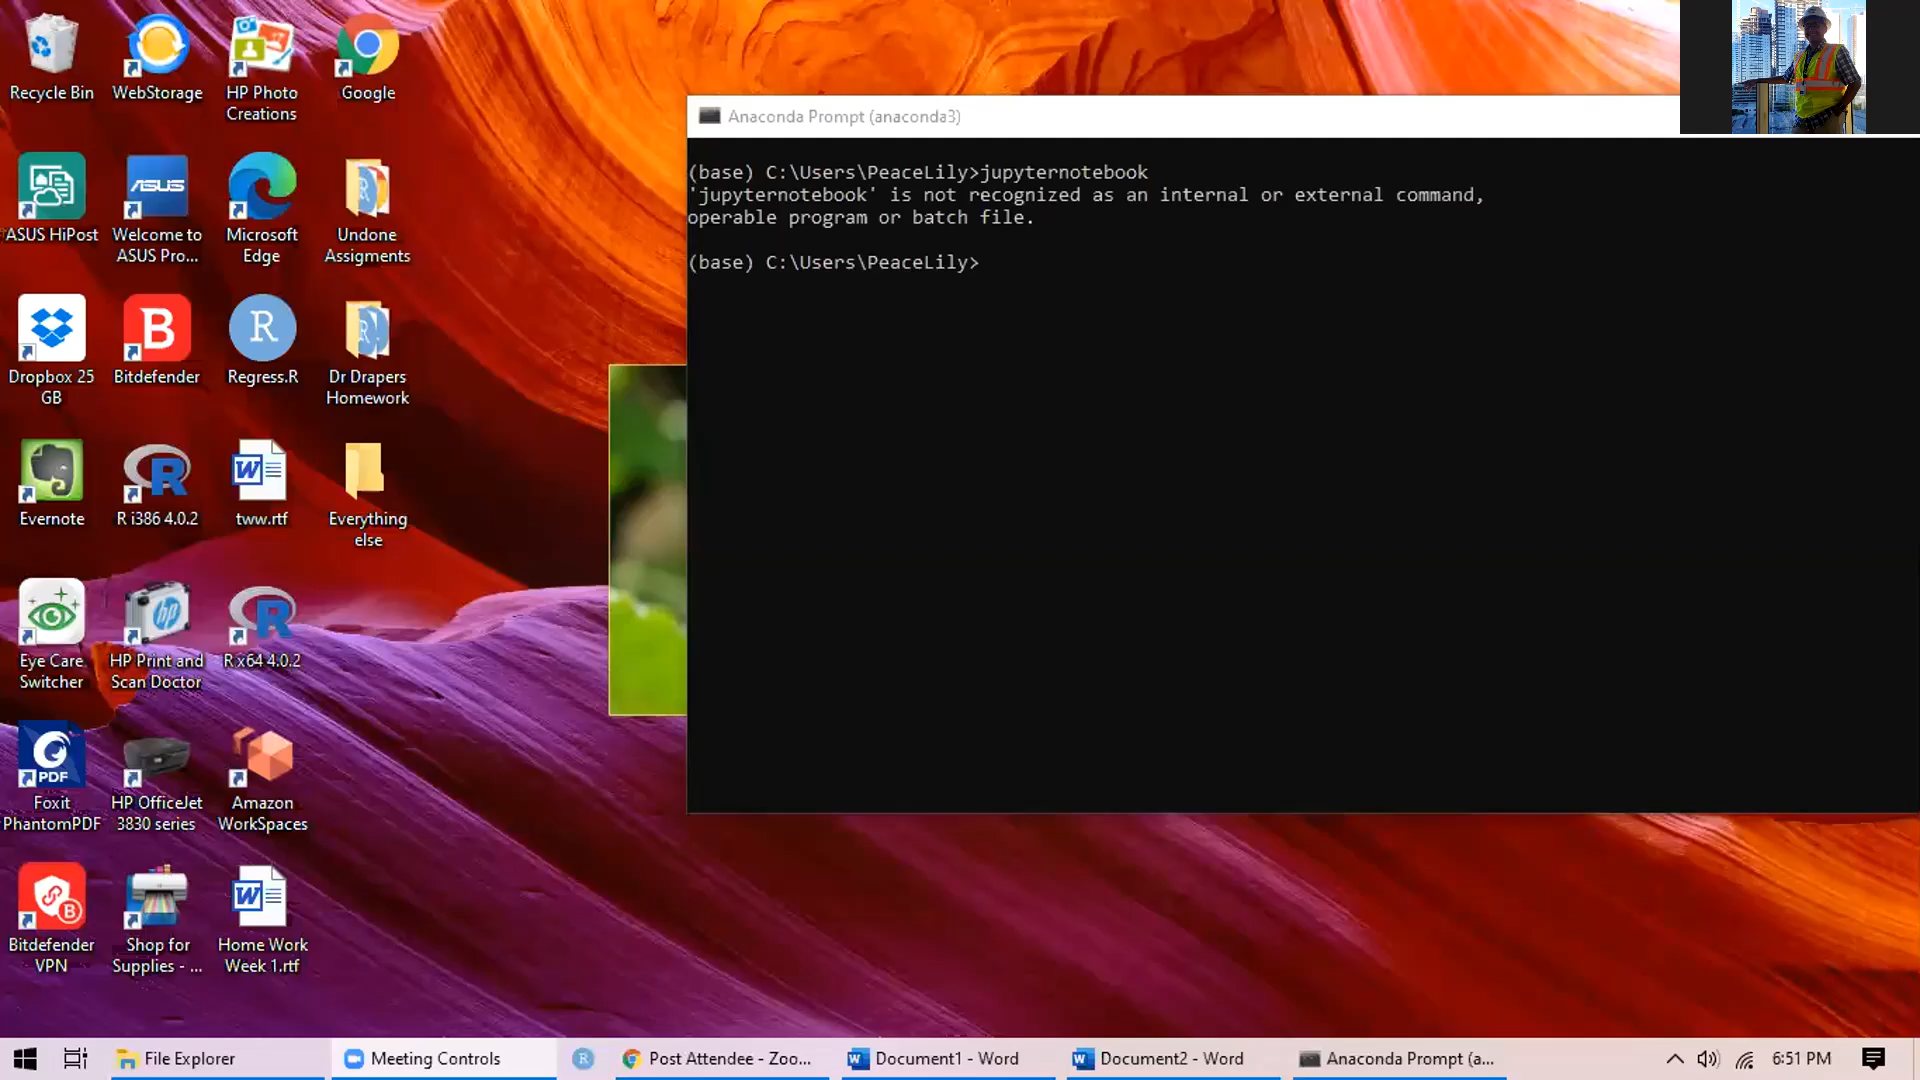 Recycle Bin
WebStorage
HP Photo
Creations
Google
ASUS HiPost
ASUS
Welcome to
ASUS Pro...
Microsoft
Edge
Undone
Assigments
Dropbox 25
GB
B
Bitdefender
R
Regress.R
Dr Drapers
Homework
Evernote
R
R i386 4.0.2
W
tww.rtf
Everything
else
Eye Care
Switcher
hp
HP Print and
Scan Doctor
R
R x64 4.0.2
PDF
Foxit
PhantomPDF
HP OfficeJet
3830 series
Amazon
WorkSpaces
B
Bitdefender
VPN
Shop for
Supplies - ...
W
Home Work
Week 1.rtf
Anaconda Prompt (anaconda3)
(base) C:\Users\PeaceLily>jupyternotebook
'jupyternotebook' is not recognized as an internal or external command,
operable program or batch file.
(base) C:\Users\PeaceLily>
File Explorer
Meeting Controls
R
Post Attendee - Zoo...
Document1 - Word
Document2 - Word
Anaconda Prompt (a...
6:51 PM